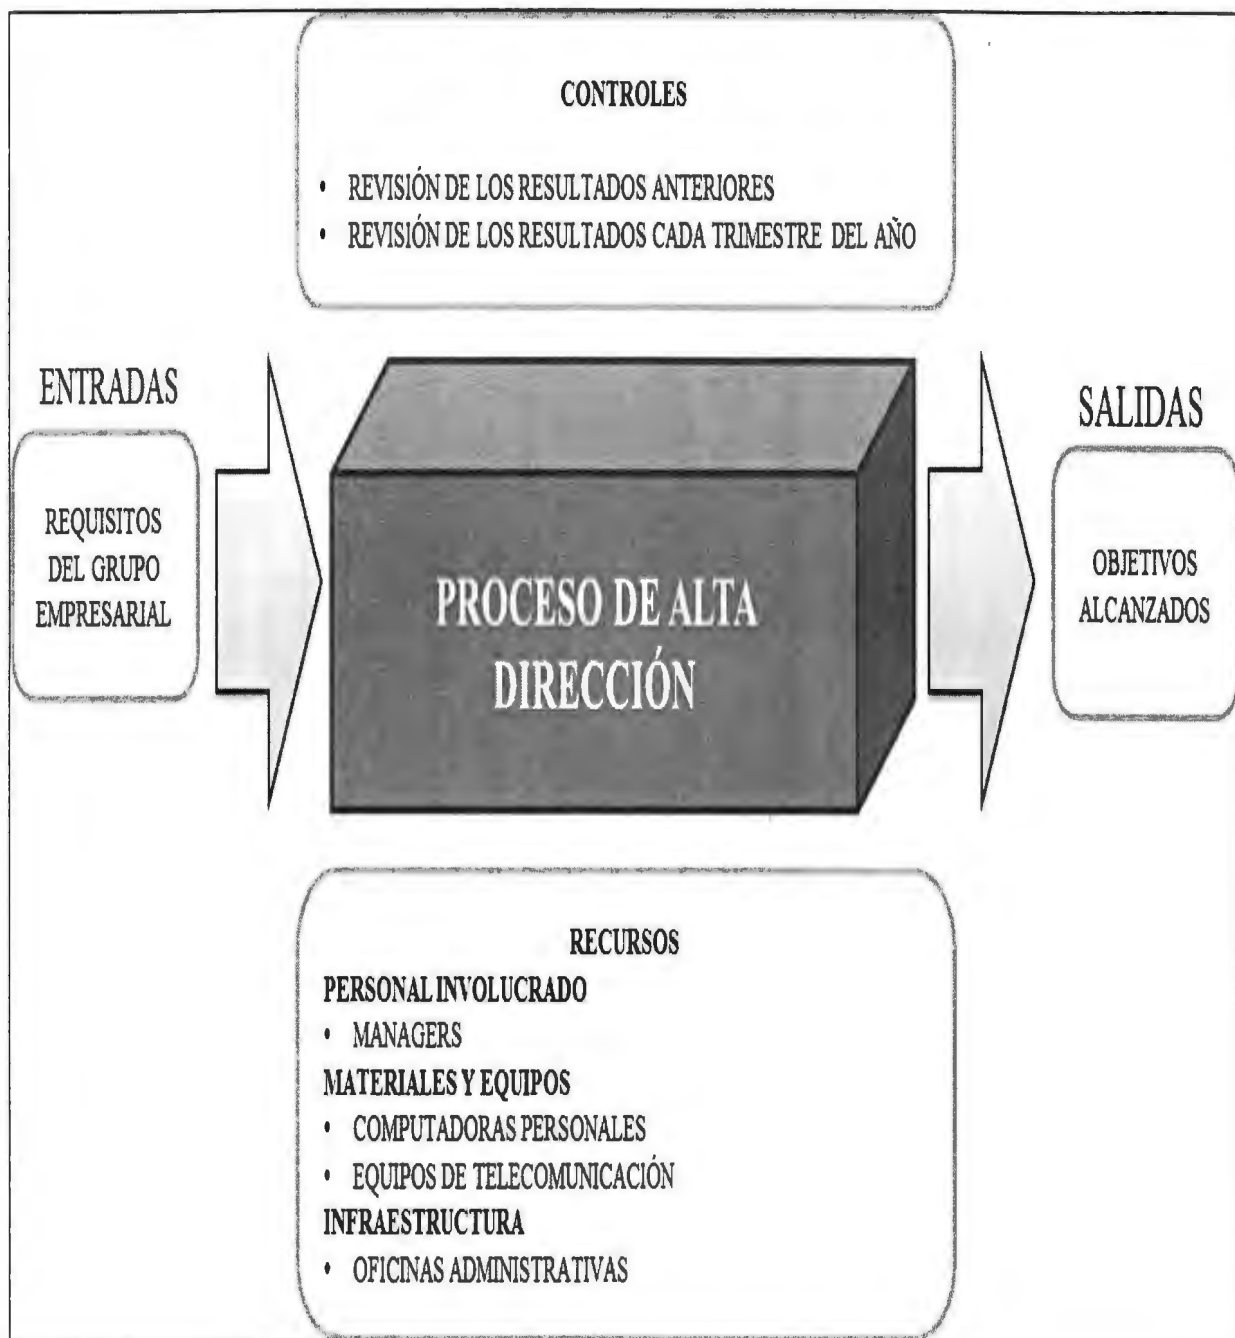 CONTROLES
• REVISIÓN DE LOS RESULTADOS ANTERIORES
• REVISIÓN DE LOS RESULTADOS CADA TRIMESTRE DEL AÑO
ENTRADAS
REQUISITOS
DEL GRUPO
EMPRESARIAL
PROCESO DE ALTA
DIRECCIÓN
SALIDAS
OBJETIVOS
ALCANZADOS
RECURSOS
PERSONAL INVOLUCRADO
• MANAGERS
MATERIALES Y EQUIPOS
• COMPUTADORAS PERSONALES
• EQUIPOS DE TELECOMUNICACIÓN
INFRAESTRUCTURA
• OFICINAS ADMINISTRATIVAS